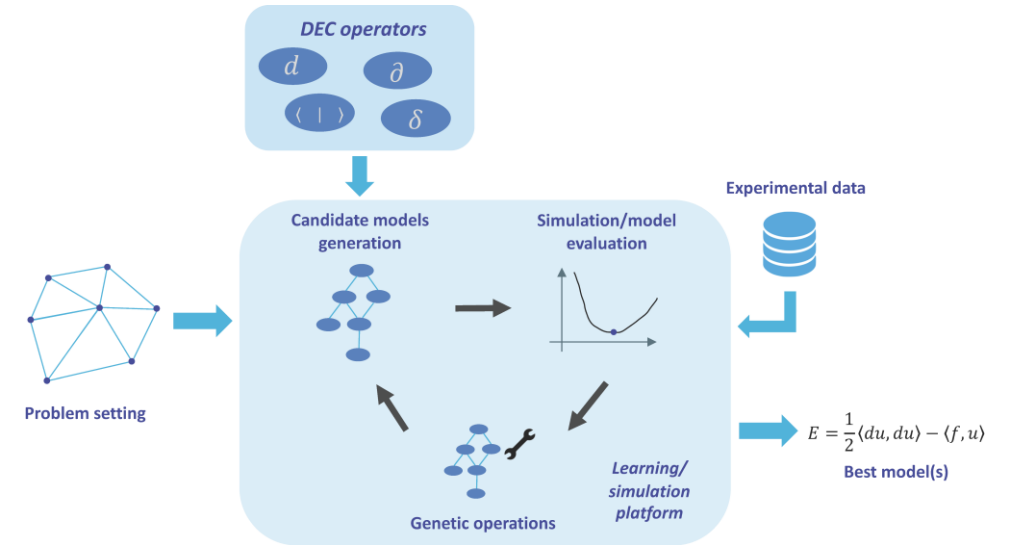 DEC operators
d
∂
⟨ | ⟩
δ
Experimental data
Candidate models
generation
Simulation/model
evaluation
Problem setting
E = 1/2 ⟨du, du⟩ − ⟨f, u⟩
Best model(s)
Learning/
simulation
platform
Genetic operations